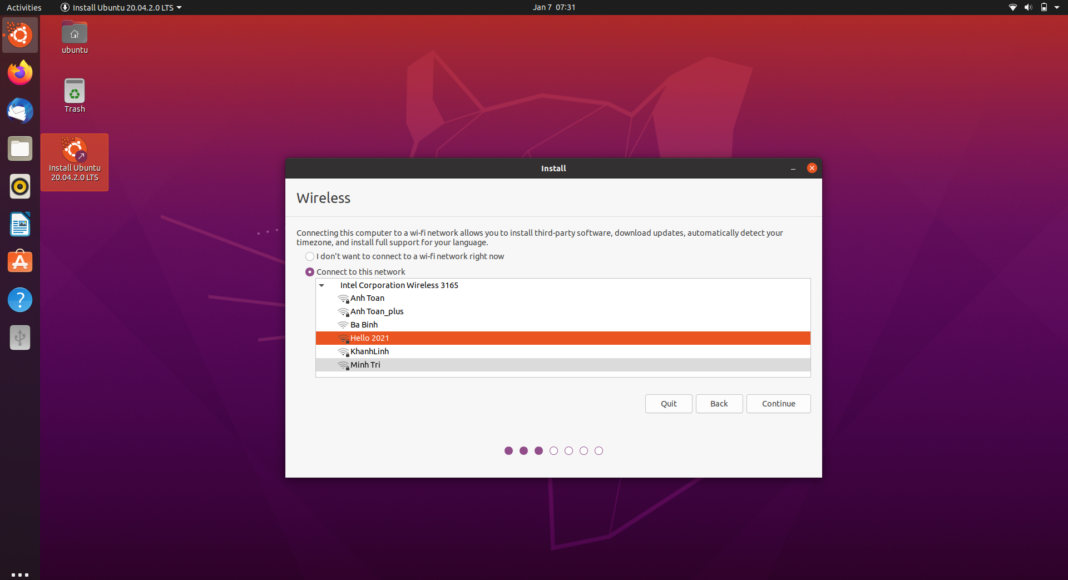 Activities
Install Ubuntu 20.04.2.0 LTS
Jan 7 07:31
ubuntu
Trash
Install Ubuntu
20.04.2.0 LTS
Install
Wireless
Connecting this computer to a wi-fi network allows you to install third-party software, download updates, automatically detect your
timezone, and install full support for your language.
I don't want to connect to a wi-fi network right now
Connect to this network
Intel Corporation Wireless 3165
Anh Toan
Anh Toan_plus
Ba Binh
Hello 2021
KhanhLinh
Minh Tri
Quit
Back
Continue